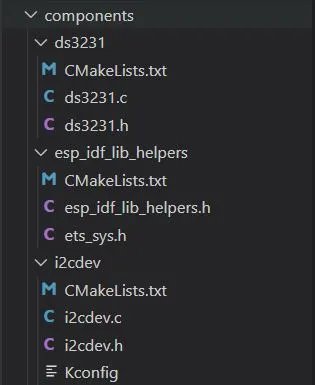 components
ds3231
M CMakeLists.txt
C ds3231.c
C ds3231.h
esp_idf_lib_helpers
M CMakeLists.txt
C esp_idf_lib_helpers.h
C ets_sys.h
i2cdev
M CMakeLists.txt
C i2cdev.c
C i2cdev.h
Kconfig